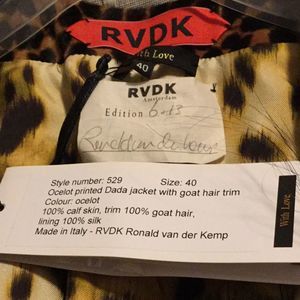 RVDK
With Love
40
RVDK
Amsterdam
Edition 6-13
Style number: 529 Size: 40
Ocelot printed Dada jacket with goat hair trim
Colour: ocelot
100% calf skin, trim 100% goat hair,
lining 100% silk
Made in Italy - RVDK Ronald van der Kemp
With Love